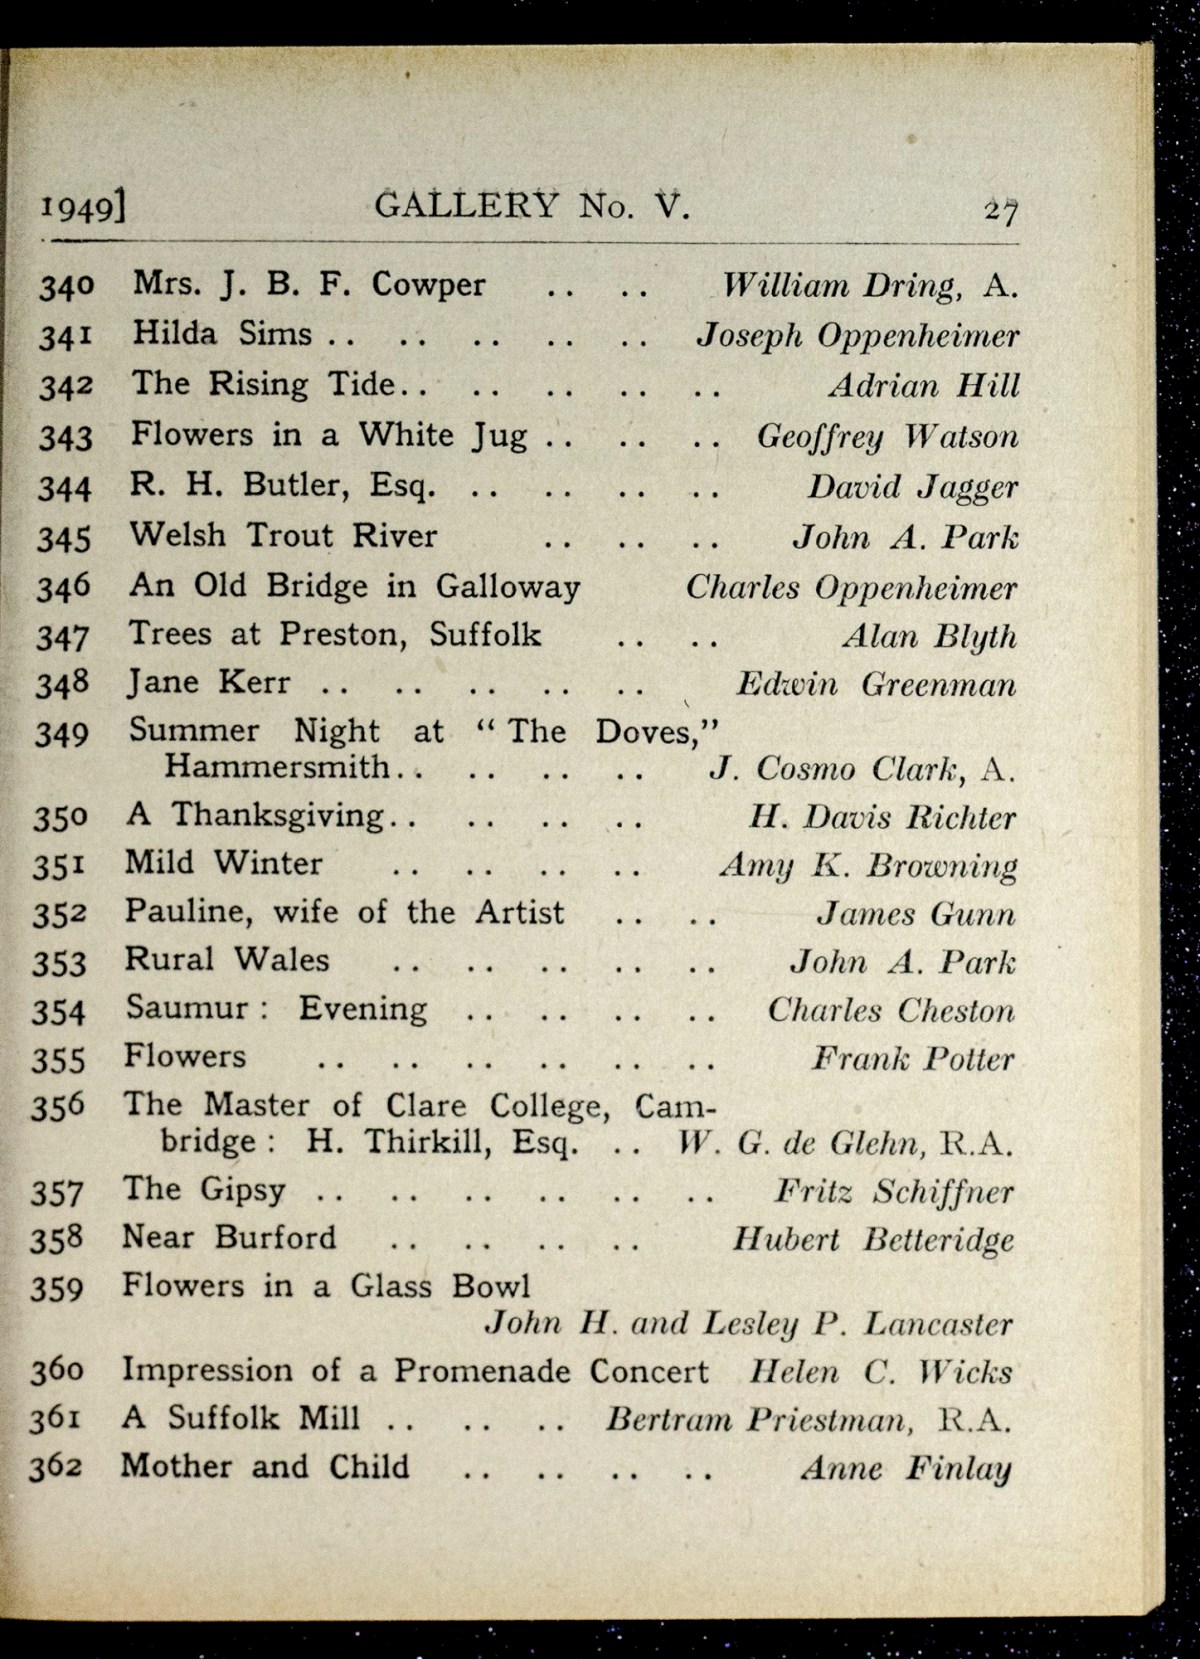 1949] GALLERY No. V. 27
340 Mrs. J. B. F. Cowper .. .. William Dring, A.
341 Hilda Sims .. .. .. .. .. Joseph Oppenheimer
342 The Rising Tide.. .. .. .. .. Adrian Hill
343 Flowers in a White Jug .. .. .. Geoffrey Watson
344 R. H. Butler, Esq. .. .. .. .. David Jagger
345 Welsh Trout River .. .. .. John A. Park
346 An Old Bridge in Galloway Charles Oppenheimer
347 Trees at Preston, Suffolk .. .. Alan Blyth
348 Jane Kerr .. .. .. .. .. Edwin Greenman
349 Summer Night at “ The Doves,”
Hammersmith.. .. .. .. J. Cosmo Clark, A.
350 A Thanksgiving.. .. .. .. H. Davis Richter
351 Mild Winter .. .. .. .. Amy K. Browning
352 Pauline, wife of the Artist .. .. James Gunn
353 Rural Wales .. .. .. .. .. John A. Park
354 Saumur : Evening .. .. .. .. Charles Cheston
355 Flowers .. .. .. .. .. .. Frank Potter
356 The Master of Clare College, Cam-
bridge : H. Thirkill, Esq. .. W. G. de Glehn, R.A.
357 The Gipsy .. .. .. .. .. .. Fritz Schiffner
358 Near Burford .. .. .. .. Hubert Betteridge
359 Flowers in a Glass Bowl
John H. and Lesley P. Lancaster
360 Impression of a Promenade Concert Helen C. Wicks
361 A Suffolk Mill .. .. .. Bertram Priestman, R.A.
362 Mother and Child .. .. .. .. Anne Finlay